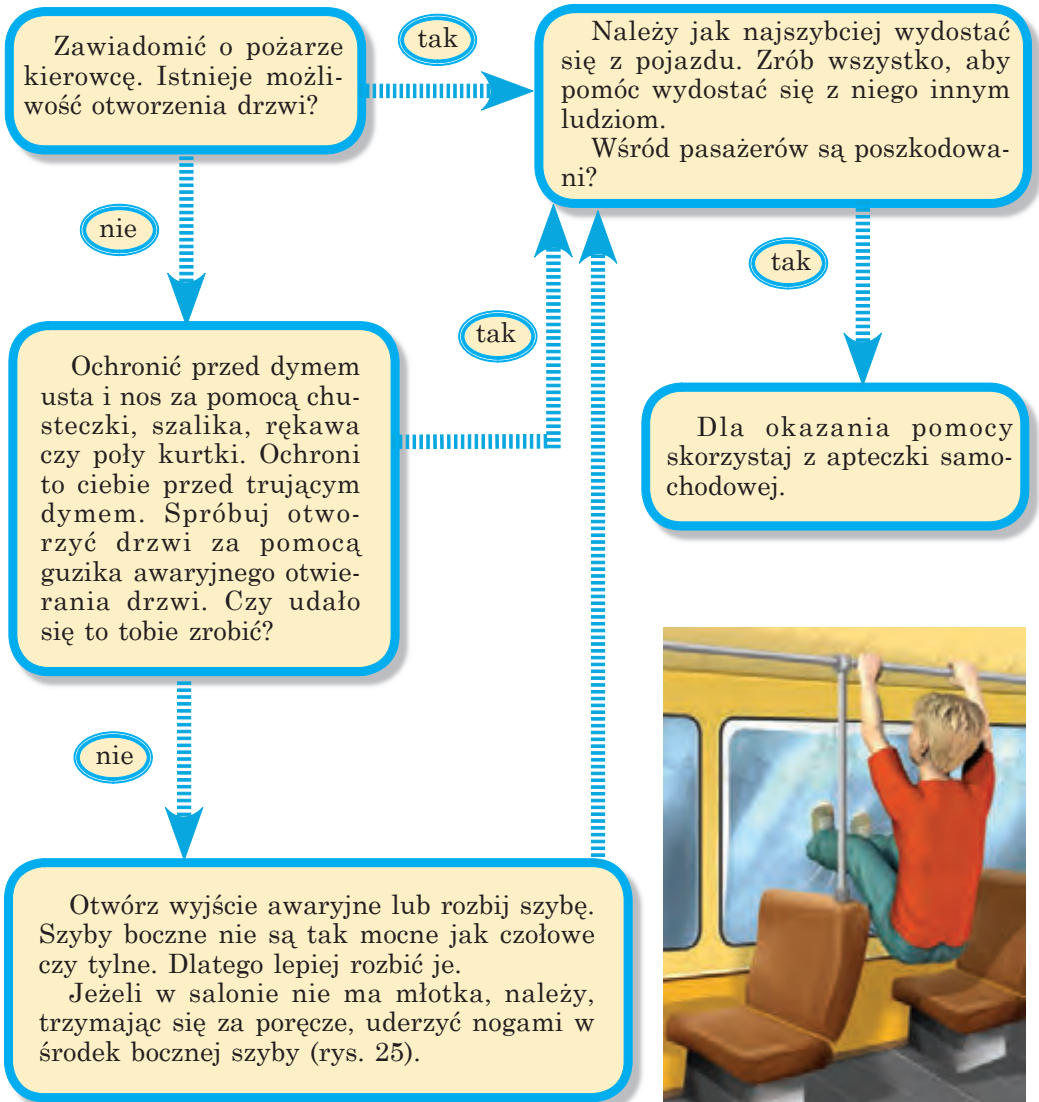 Zawiadomić o pożarze
kierowcę. Istnieje możli-
wość otworzenia drzwi?
tak
Należy jak najszybciej wydostać
się z pojazdu. Zrób wszystko, aby
pomóc wydostać się z niego innym
ludziom.
Wśród pasażerów są poszkodowa-
ni?
nie
tak
tak
Ochronić przed dymem
usta i nos za pomocą chu-
steczki, szalika, rękawa
czy poły kurtki. Ochroni
to ciebie przed trującym
dymem. Spróbuj otwo-
rzyć drzwi za pomocą
guzika awaryjnego otwie-
rania drzwi. Czy udało
się to tobie zrobić?
Dla okazania pomocy
skorzystaj z apteczki samo-
chodowej.
nie
Otwórz wyjście awaryjne lub rozbij szybę.
Szyby boczne nie są tak mocne jak czołowe
czy tylne. Dlatego lepiej rozbić je.
Jeżeli w salonie nie ma młotka, należy,
trzymając się za poręcze, uderzyć nogami w
środek bocznej szyby (rys. 25).